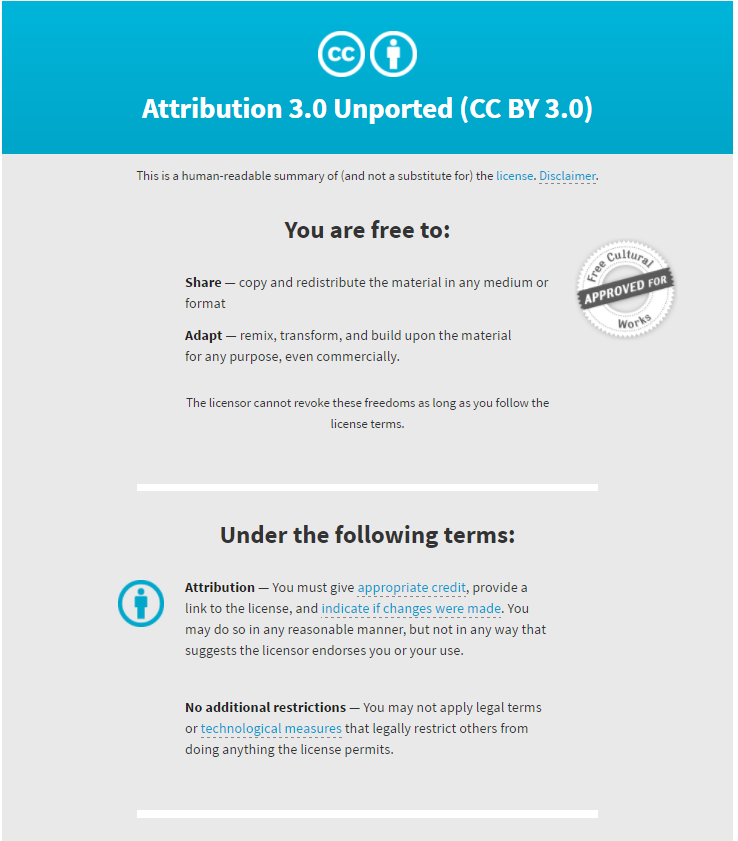 cc
Attribution 3.0 Unported (CC BY 3.0)
This is a human-readable summary of (and not a substitute for) the license. Disclaimer.
You are free to:
Share — copy and redistribute the material in any medium or
format
Adapt — remix, transform, and build upon the material
for any purpose, even commercially.
Free Cultural
APPROVED FOR
Works
The licensor cannot revoke these freedoms as long as you follow the
license terms.
Under the following terms:
Attribution — You must give appropriate credit, provide a
link to the license, and indicate if changes were made. You
may do so in any reasonable manner, but not in any way that
suggests the licensor endorses you or your use.
No additional restrictions — You may not apply legal terms
or technological measures that legally restrict others from
doing anything the license permits.